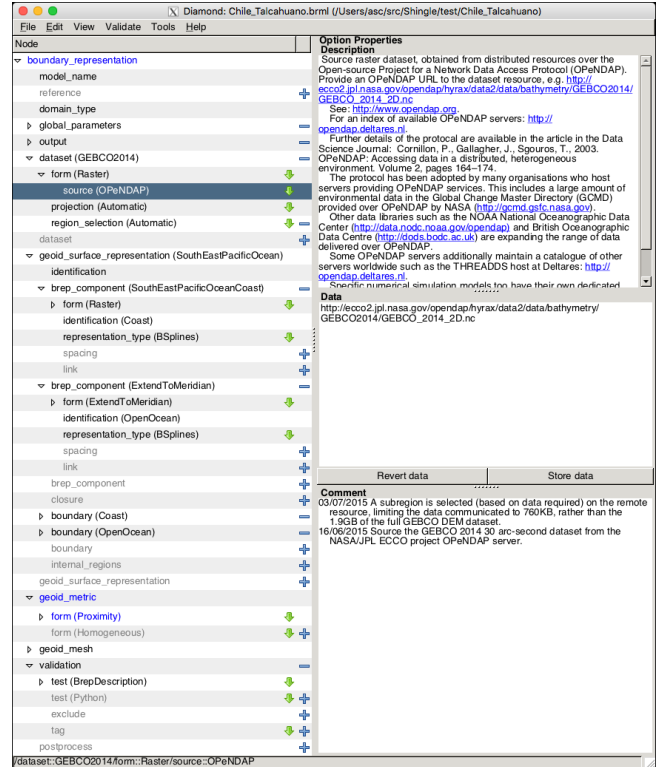 Diamond: Chile_Talcahuano.brml (/Users/asc/src/Shingle/test/Chile_Talcahuano)
File Edit View Validate Tools Help
Node
boundary_representation
model_name
reference
domain_type
global_parameters
output
dataset (GEBCO2014)
form (Raster)
source (OPeNDAP)
projection (Automatic)
region_selection (Automatic)
dataset
geoid_surface_representation (SouthEastPacificOcean)
identification
brep_component (SouthEastPacificOceanCoast)
form (Raster)
identification (Coast)
representation_type (BSplines)
spacing
link
brep_component (ExtendToMeridian)
form (ExtendToMeridian)
identification (OpenOcean)
representation_type (BSplines)
spacing
link
brep_component
closure
boundary (Coast)
boundary (OpenOcean)
boundary
internal_regions
geoid_surface_representation
geoid_metric
form (Proximity)
form (Homogeneous)
geoid_mesh
validation
test (BrepDescription)
test (Python)
exclude
tag
postprocess
/dataset::GEBCO2014/form::Raster/source::OPeNDAP
Option Properties
Description
Source raster dataset, obtained from distributed resources over the
Open-source Project for a Network Data Access Protocol (OPeNDAP).
Provide an OPeNDAP URL to the dataset resource, e.g. http://
ecco2.jpl.nasa.gov/opendap/hyrax/data2/data/bathymetry/GEBCO2014/
GEBCO_2014_2D.nc
See: http://www.opendap.org.
For an index of available OPeNDAP servers: http://
opendap.deltares.nl.
Further details of the protocal are available in the article in the Data
Science Journal: Cornillon, P., Gallagher, J., Sgouros, T., 2003.
OPeNDAP: Accessing data in a distributed, heterogeneous
environment. Volume 2, pages 164–174.
The protocol has been adopted by many organisations who host
servers providing OPeNDAP services. This includes a large amount of
environmental data in the Global Change Master Directory (GCMD)
provided over OPeNDAP by NASA (http://gcmd.gsfc.nasa.gov).
Other data libraries such as the NOAA National Oceanographic Data
Center (http://data.nodc.noaa.gov/opendap) and British Oceanographic
Data Centre (http://dods.bodc.ac.uk) are expanding the range of data
delivered over OPeNDAP.
Some OPeNDAP servers additionally maintain a catalogue of other
servers worldwide such as the THREADDS host at Deltares: http://
opendap.deltares.nl.
Specific numerical simulation models too have their own dedicated
Data
http://ecco2.jpl.nasa.gov/opendap/hyrax/data2/data/bathymetry/
GEBCO2014/GEBCO_2014_2D.nc
Revert data Store data
Comment
03/07/2015 A subregion is selected (based on data required) on the remote
resource, limiting the data communicated to 760KB, rather than the
1.9GB of the full GEBCO DEM dataset.
16/06/2015 Source the GEBCO 2014 30 arc-second dataset from the
NASA/JPL ECCO project OPeNDAP server.